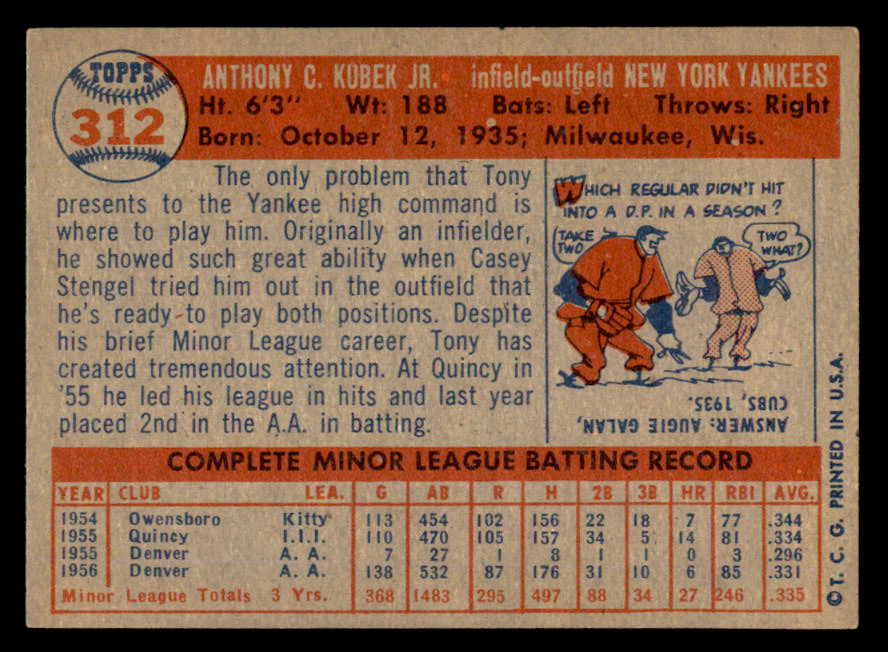 TOPPS
312
ANTHONY C. KUBEK JR. infield-outfield NEW YORK YANKEES
Ht. 6'3" Wt: 188 Bats: Left Throws: Right
Born: October 12, 1935; Milwaukee, Wis.
The only problem that Tony
presents to the Yankee high command is
where to play him. Originally an infielder,
he showed such great ability when Casey
Stengel tried him out in the outfield that
he's ready to play both positions. Despite
his brief Minor League career, Tony has
created tremendous attention. At Quincy in
'55 he led his league in hits and last year
placed 2nd in the A.A. in batting.
WHICH REGULAR DIDN'T HIT
INTO A D.P. IN A SEASON?
TAKE
TWO
TWO
WHAT?
ANSWER: AUGIE GALAN,
CUBS, 1935.
COMPLETE MINOR LEAGUE BATTING RECORD
YEAR CLUB LEA. G AB R H 2B 3B HR RBI AVG.
1954 Owensboro Kitty 113 454 102 156 22 18 7 77 .344
1955 Quincy I.I.I. 110 470 105 157 34 5 14 81 .334
1955 Denver A. A. 7 27 1 8 1 1 0 3 .296
1956 Denver A. A. 138 532 87 176 31 10 6 85 .331
Minor League Totals 3 Yrs. 368 1483 295 497 88 34 27 246 .335
©T. C. G. PRINTED IN U.S.A.